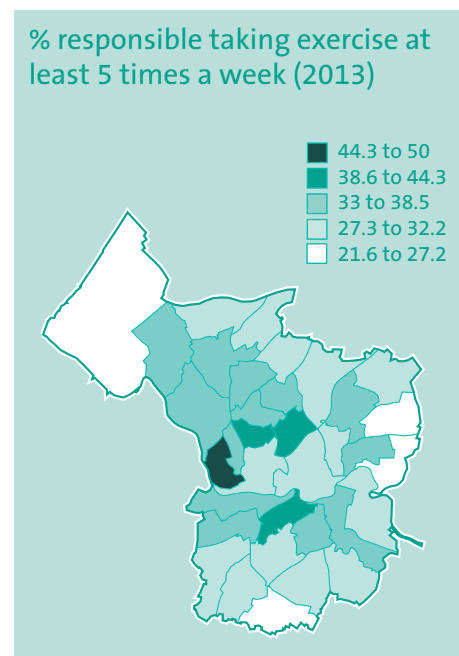 % responsible taking exercise at
least 5 times a week (2013)
44.3 to 50
38.6 to 44.3
33 to 38.5
27.3 to 32.2
21.6 to 27.2